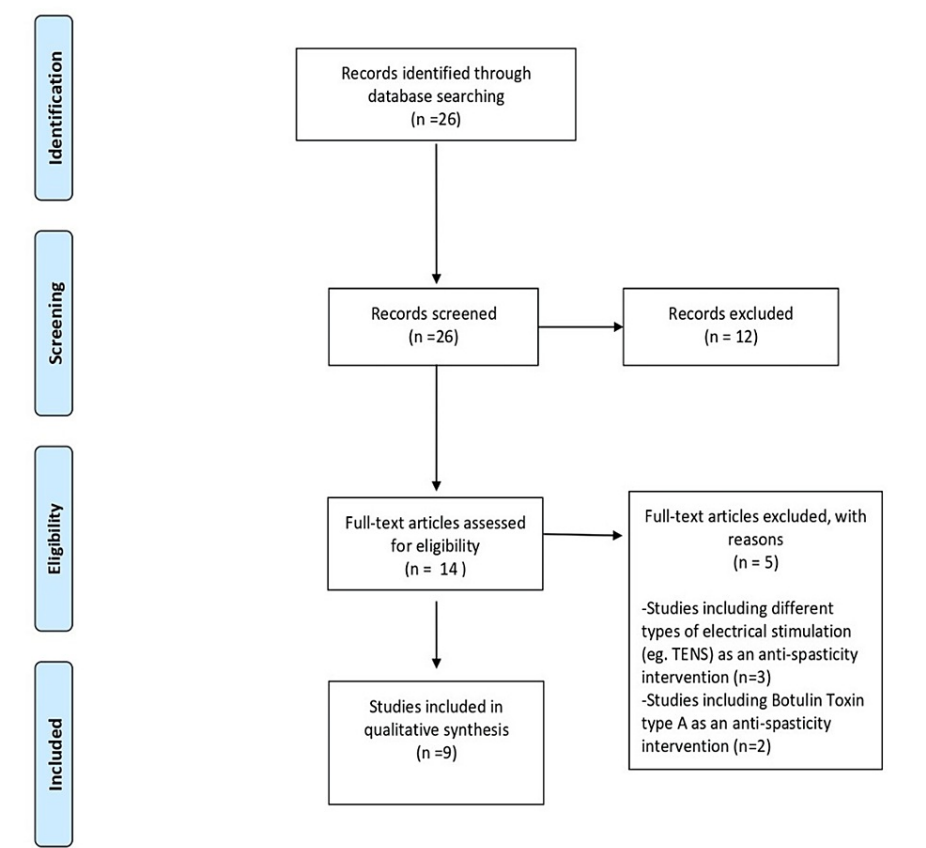 Identification
Records identified through
database searching
(n =26)
Screening
Records screened
(n =26)
Records excluded
(n = 12)
Eligibility
Full-text articles assessed
for eligibility
(n = 14 )
Full-text articles excluded, with
reasons
(n = 5)
-Studies including different
types of electrical stimulation
(eg. TENS) as an anti-spasticity
intervention (n=3)
-Studies including Botulin Toxin
type A as an anti-spasticity
intervention (n=2)
Included
Studies included in
qualitative synthesis
(n =9)